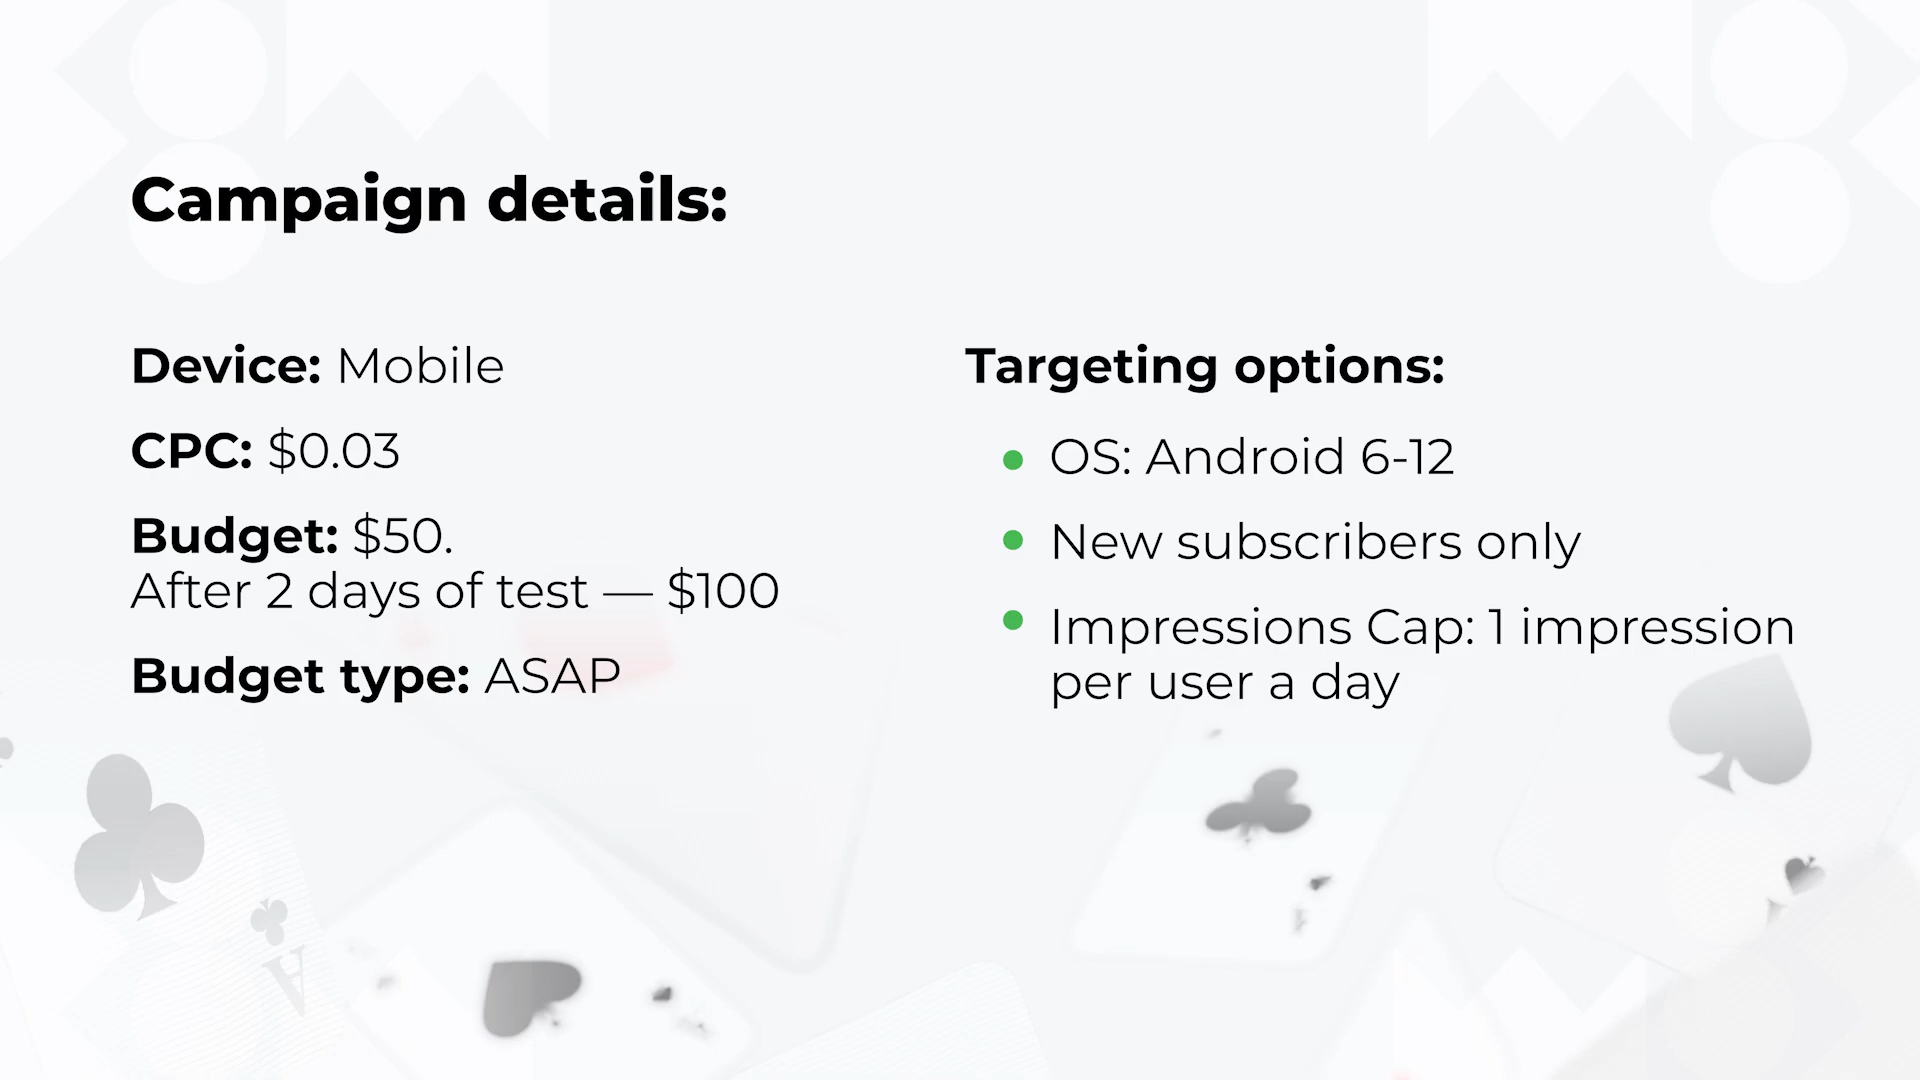 Campaign details:
Device: Mobile
CPC: $0.03
Budget: $50.
After 2 days of test — $100
Budget type: ASAP
Targeting options:
OS: Android 6-12
New subscribers only
Impressions Cap: 1 impression
per user a day
A